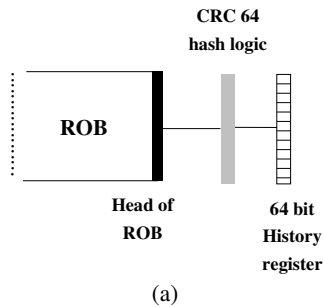 CRC 64
hash logic
ROB
Head of
ROB
64 bit
History
register
(a)